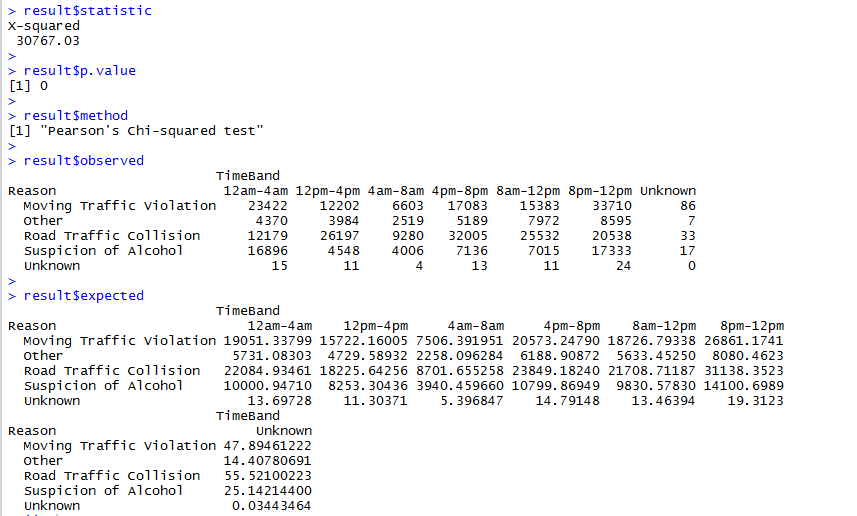 > result$statistic
X-squared
 30767.03
>
> result$p.value
[1] 0
>
> result$method
[1] "Pearson's Chi-squared test"
>
> result$observed
                          TimeBand
Reason                     12am-4am 12pm-4pm 4am-8am 4pm-8pm 8am-12pm 8pm-12pm Unknown
  Moving Traffic Violation    23422    12202    6603   17083    15383    33710      86
  Other                        4370     3984    2519    5189     7972     8595       7
  Road Traffic Collision      12179    26197    9280   32005    25532    20538      33
  Suspicion of Alcohol        16896     4548    4006    7136     7015    17333      17
  Unknown                        15       11       4      13       11       24       0
>
> result$expected
                          TimeBand
Reason                        12am-4am    12pm-4pm     4am-8am     4pm-8pm    8am-12pm   8pm-12pm
  Moving Traffic Violation 19051.33799 15722.16005 7506.391951 20573.24790 18726.79338 26861.1741
  Other                     5731.08303  4729.58932 2258.096284  6188.90872  5633.45250  8080.4623
  Road Traffic Collision   22084.93461 18225.64256 8701.655258 23849.18240 21708.71187 31138.3523
  Suspicion of Alcohol     10000.94710  8253.30436 3940.459660 10799.86949  9830.57830 14100.6989
  Unknown                     13.69728    11.30371    5.396847    14.79148    13.46394    19.3123
                          TimeBand
Reason                         Unknown
  Moving Traffic Violation 47.89461222
  Other                    14.40780691
  Road Traffic Collision   55.52100223
  Suspicion of Alcohol     25.14214400
  Unknown                   0.03443464